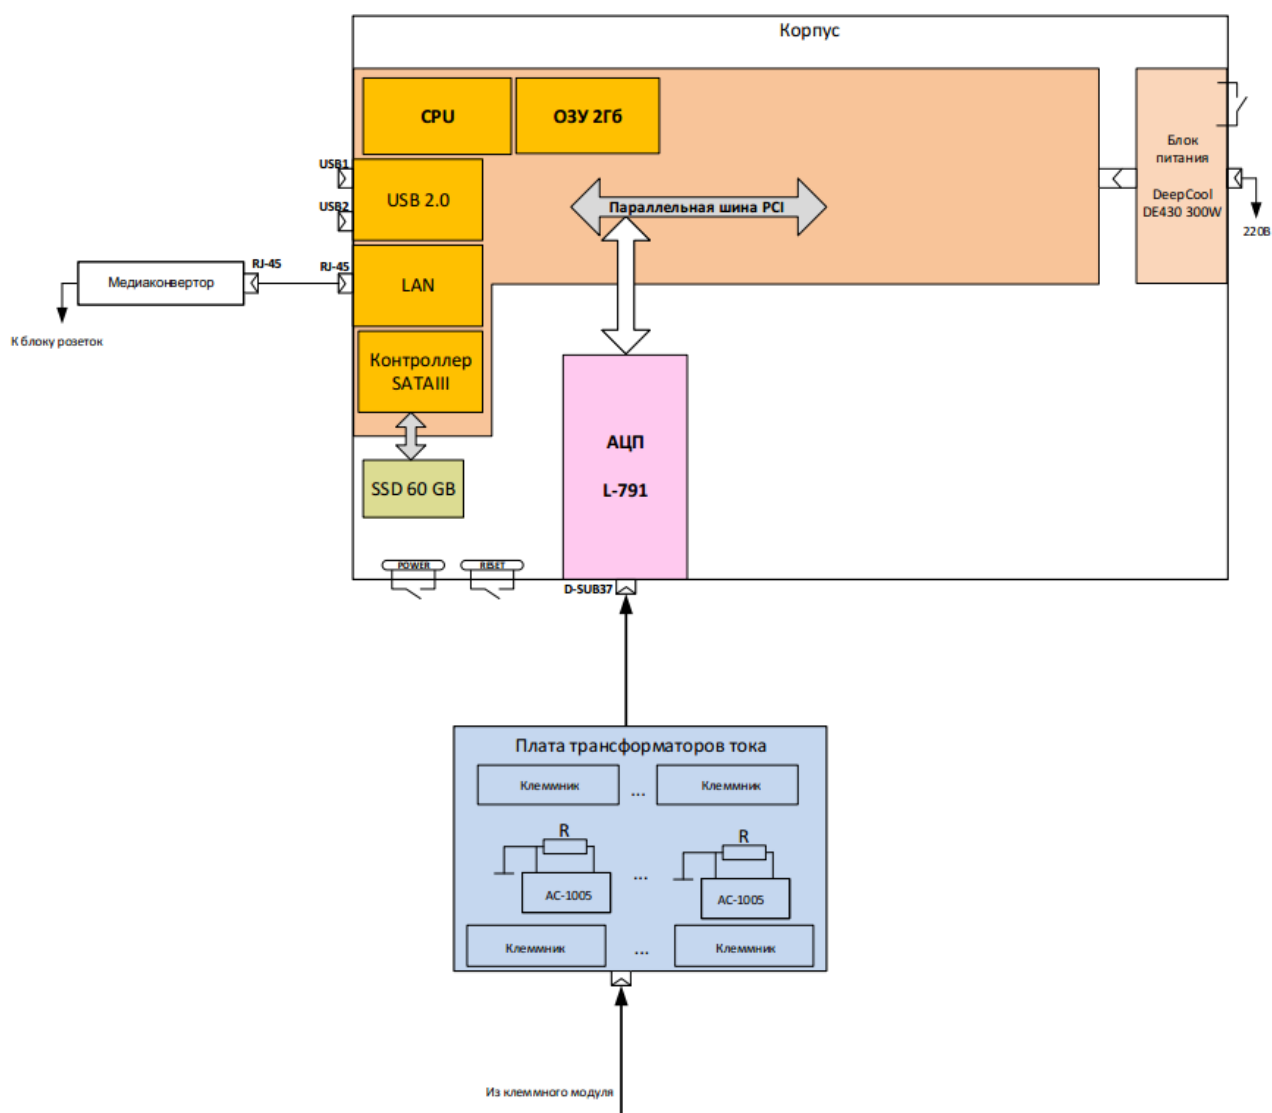 Корпус
CPU
ОЗУ 2Гб
Блок
питания
DeepCool
DE430 300W
USB1
USB 2.0
USB2
Параллельная шина PCI
220В
RJ-45
RJ-45
Медиаконвертор
LAN
К блоку розеток
Контроллер
SATAIII
АЦП
L-791
SSD 60 GB
POWER
RESET
D-SUB37
Плата трансформаторов тока
Клеммник
...
Клеммник
R
R
...
AC-1005
AC-1005
Клеммник
...
Клеммник
Из клеммного модуля